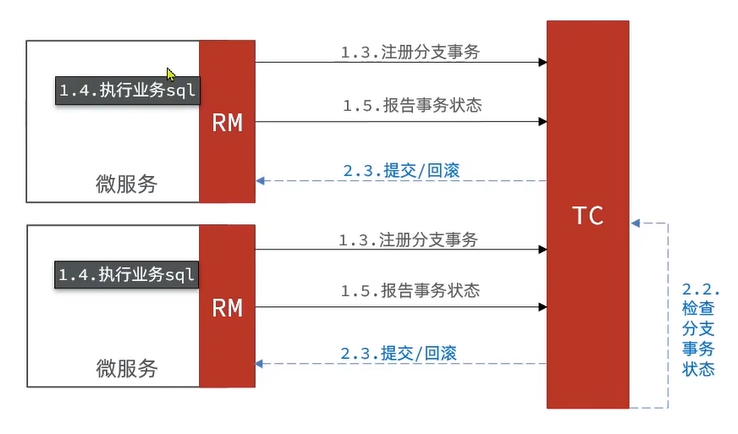 1.3.注册分支事务
1.4.执行业务sql
RM
1.5.报告事务状态
微服务
2.3.提交/回滚
TC
1.3.注册分支事务
1.4.执行业务sql
RM
1.5.报告事务状态
2.3.提交/回滚
微服务
2.2.
检查
分支
事务
状态